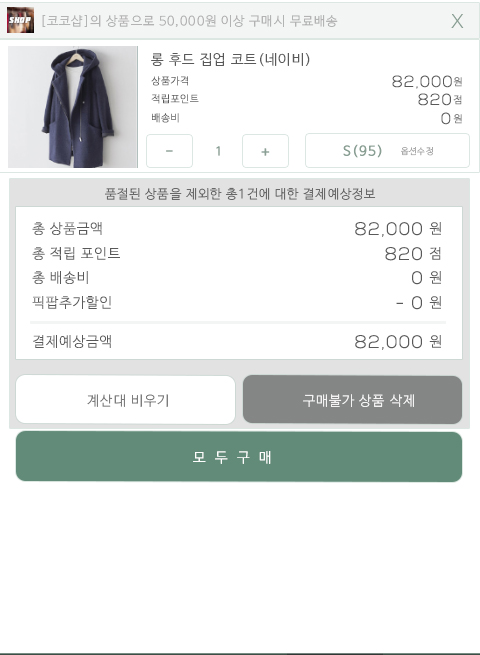 SHOP [코코샵]의 상품으로 50,000원 이상 구매시 무료배송 X
롱 후드 집업 코트(네이비)
상품가격 82,000원
적립포인트 820점
배송비 0원
- 1 + S(95) 옵션수정
품절된 상품을 제외한 총1건에 대한 결제예상정보
총 상품금액 82,000 원
총 적립 포인트 820 점
총 배송비 0 원
픽팝추가할인 - 0 원
결제예상금액 82,000 원
계산대 비우기 구매불가 상품 삭제
모 두 구 매